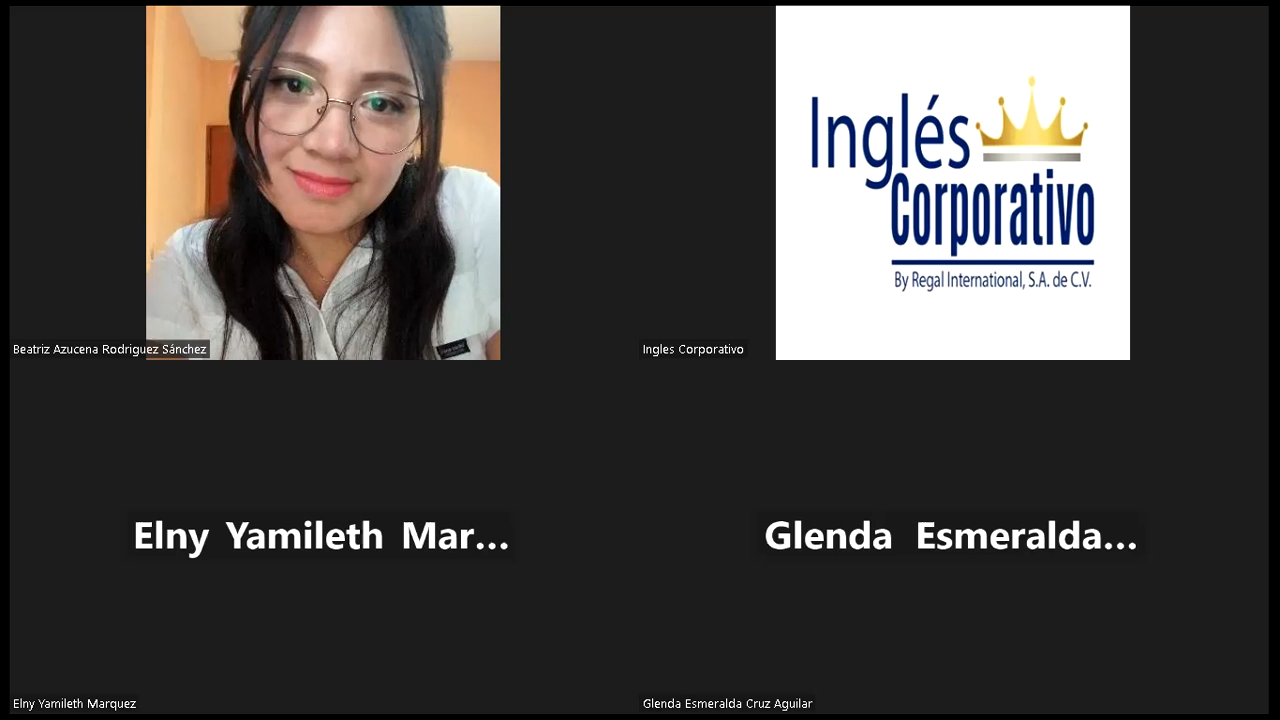 Beatriz Azucena Rodriguez Sánchez
Inglés
Corporativo
By Regal International, S.A. de C.V.
Ingles Corporativo
Elny Yamileth Mar...
Glenda Esmeralda...
Elny Yamileth Marquez
Glenda Esmeralda Cruz Aguilar